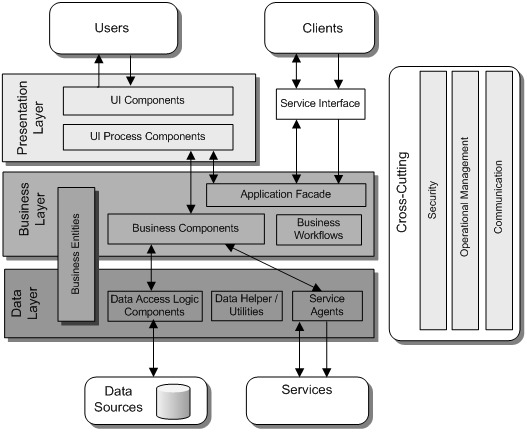 Users
Clients
Presentation
Layer
UI Components
UI Process Components
Service Interface
Business
Layer
Application Facade
Business Components
Business
Workflows
Business Entities
Data
Layer
Data Access Logic
Components
Data Helper /
Utilities
Service
Agents
Data
Sources
Services
Cross-Cutting
Security
Operational Management
Communication